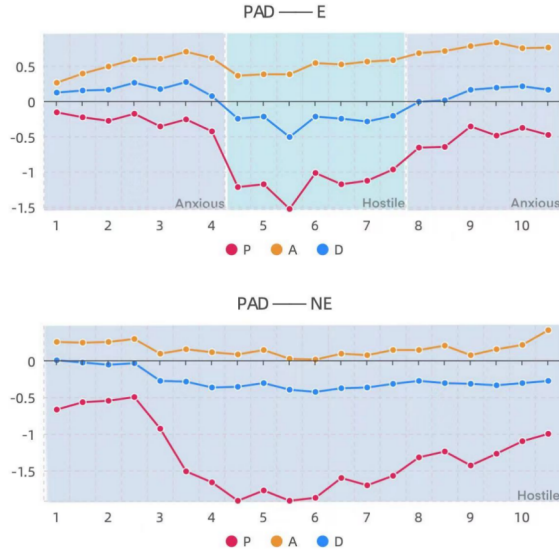 PAD —— E
0.5
0
-0.5
-1
-1.5
Anxious Hostile Anxious
1 2 3 4 5 6 7 8 9 10
P A D
PAD —— NE
0
-0.5
-1
-1.5
Hostile
1 2 3 4 5 6 7 8 9 10
P A D